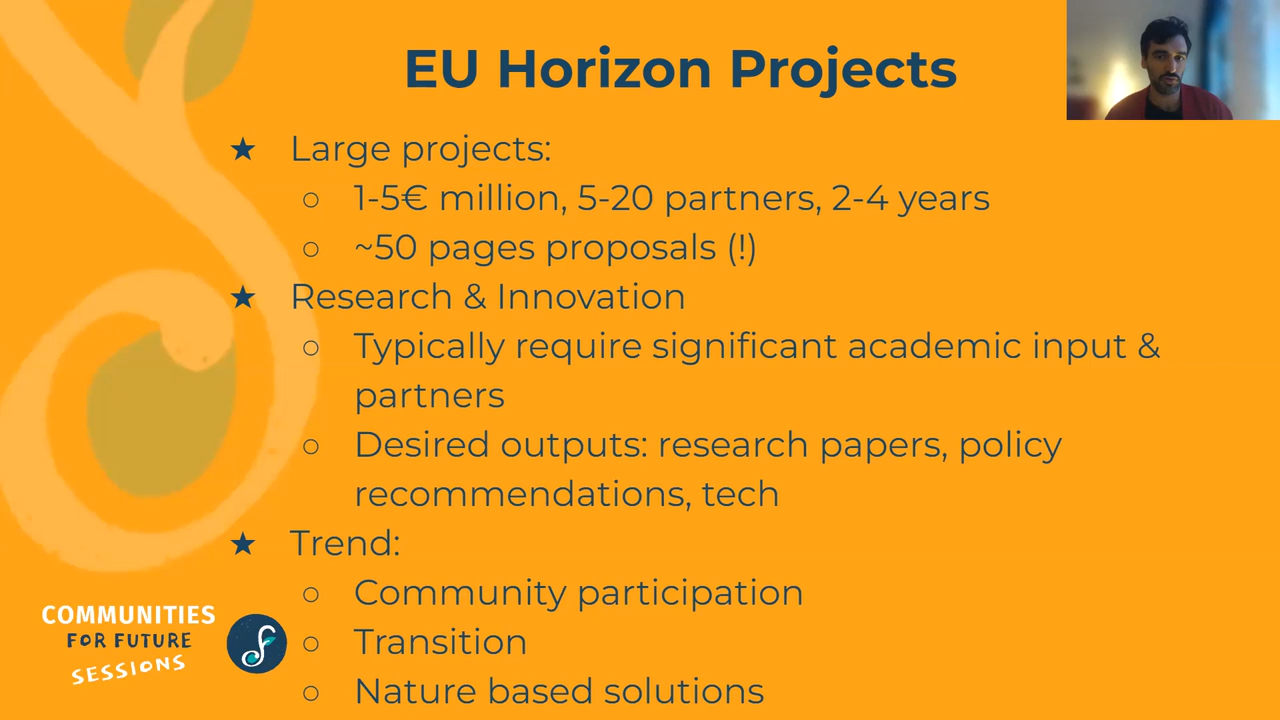 EU Horizon Projects
★ Large projects:
○ 1-5€ million, 5-20 partners, 2-4 years
○ ~50 pages proposals (!)
★ Research & Innovation
○ Typically require significant academic input &
partners
○ Desired outputs: research papers, policy
recommendations, tech
★ Trend:
○ Community participation
○ Transition
○ Nature based solutions
COMMUNITIES
FOR FUTURE
SESSIONS